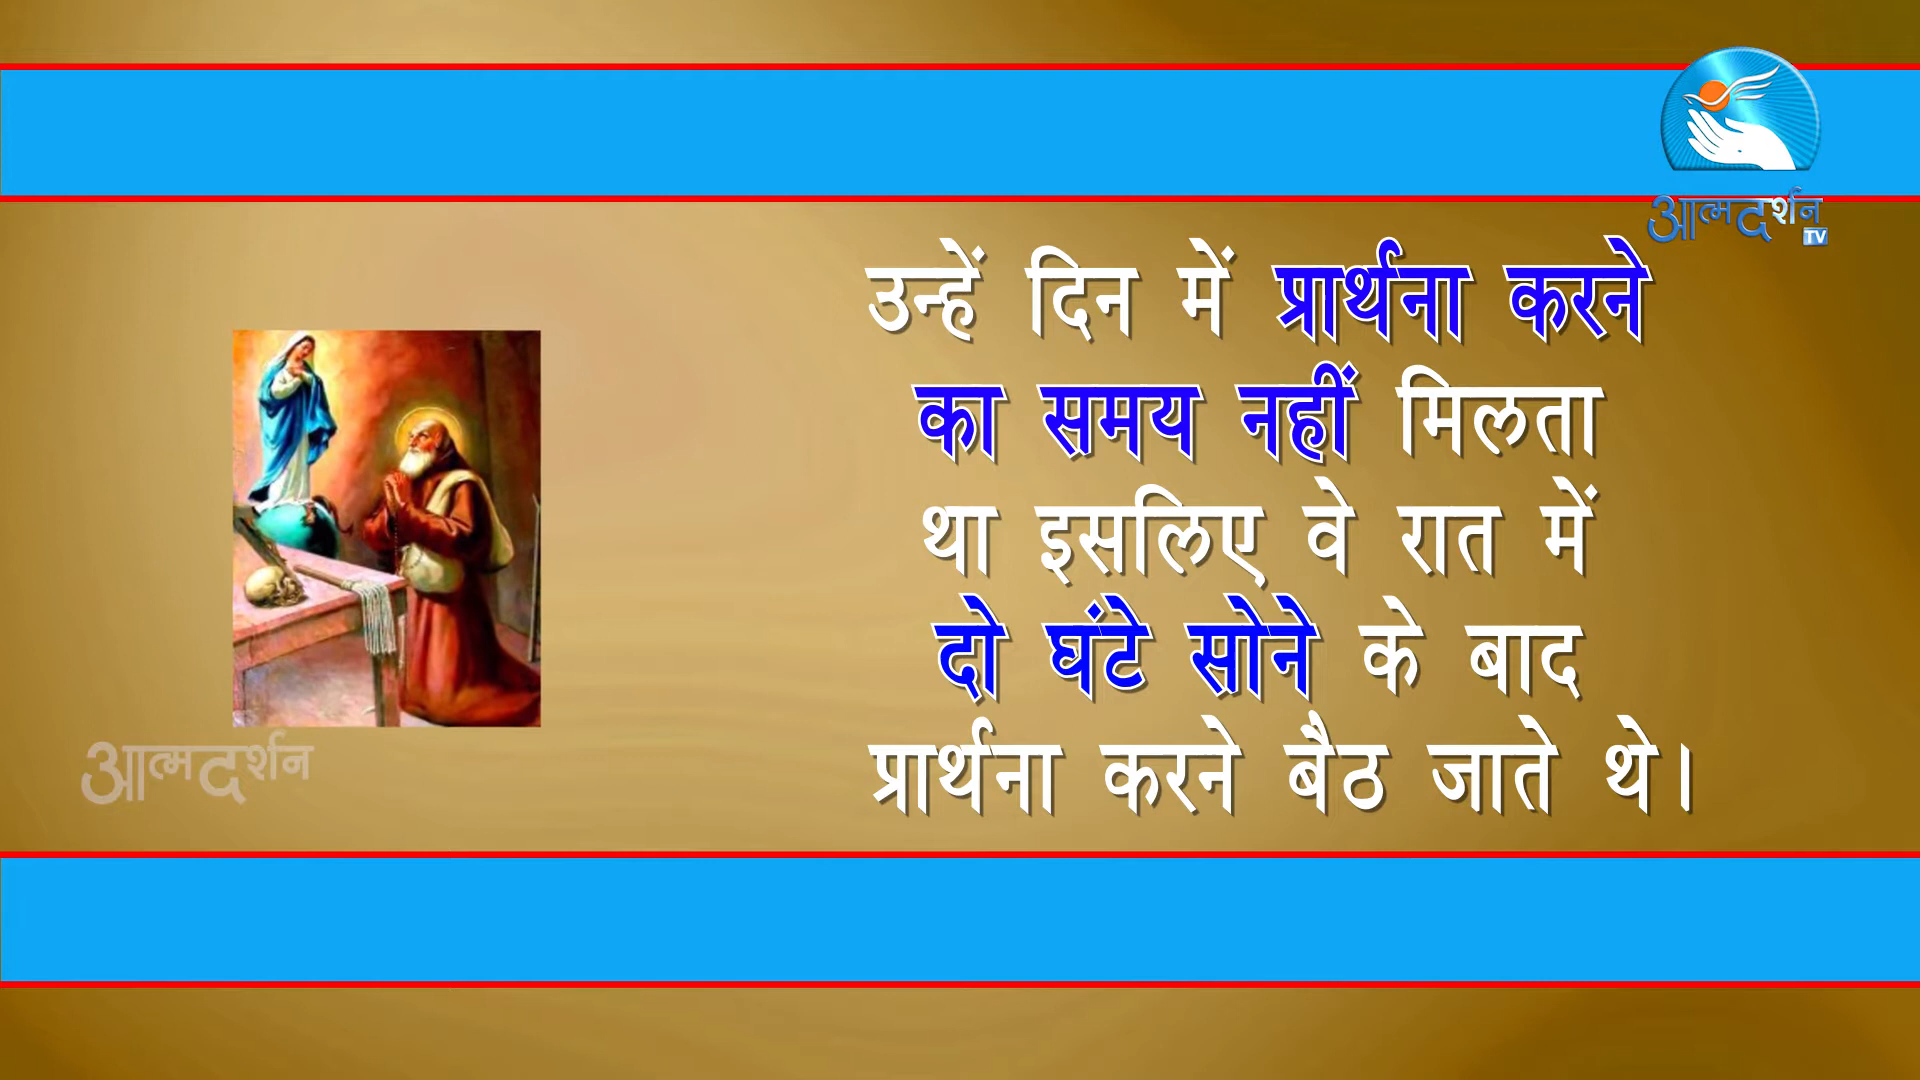 आत्मदर्शन
TV
उन्हें दिन में प्रार्थना करने
का समय नहीं मिलता
था इसलिए वे रात में
दो घंटे सोने के बाद
प्रार्थना करने बैठ जाते थे।
आत्मदर्शन